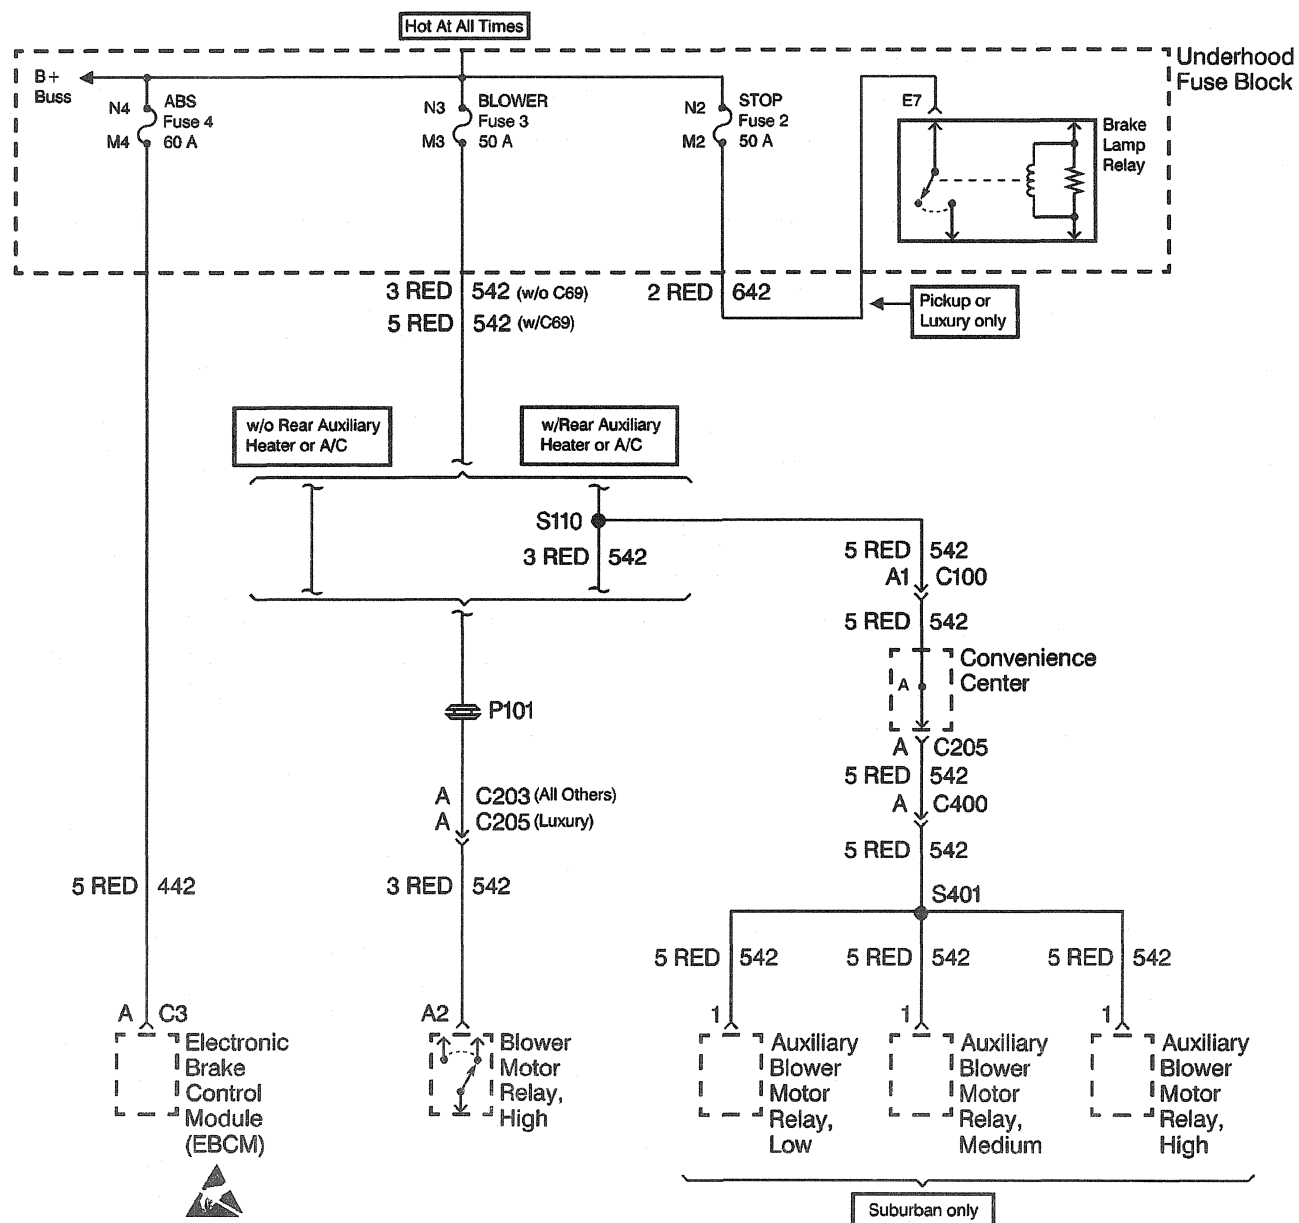 Hot At All Times
Underhood
Fuse Block
B+
Buss
N4
ABS
Fuse 4
M4
60 A
N3
BLOWER
Fuse 3
M3
50 A
N2
STOP
Fuse 2
M2
50 A
E7
Brake
Lamp
Relay
3 RED 542 (w/o C69)
5 RED 542 (w/C69)
2 RED 642
Pickup or
Luxury only
w/o Rear Auxiliary
Heater or A/C
w/Rear Auxiliary
Heater or A/C
S110
3 RED 542
5 RED 542
A1 C100
5 RED 542
Convenience
Center
A
A C205
5 RED 542
A C400
5 RED 542
P101
A C203 (All Others)
A C205 (Luxury)
5 RED 442
3 RED 542
S401
5 RED 542
5 RED 542
5 RED 542
A C3
Electronic
Brake
Control
Module
(EBCM)
A2
Blower
Motor
Relay,
High
1
Auxiliary
Blower
Motor
Relay,
Low
1
Auxiliary
Blower
Motor
Relay,
Medium
1
Auxiliary
Blower
Motor
Relay,
High
Suburban only